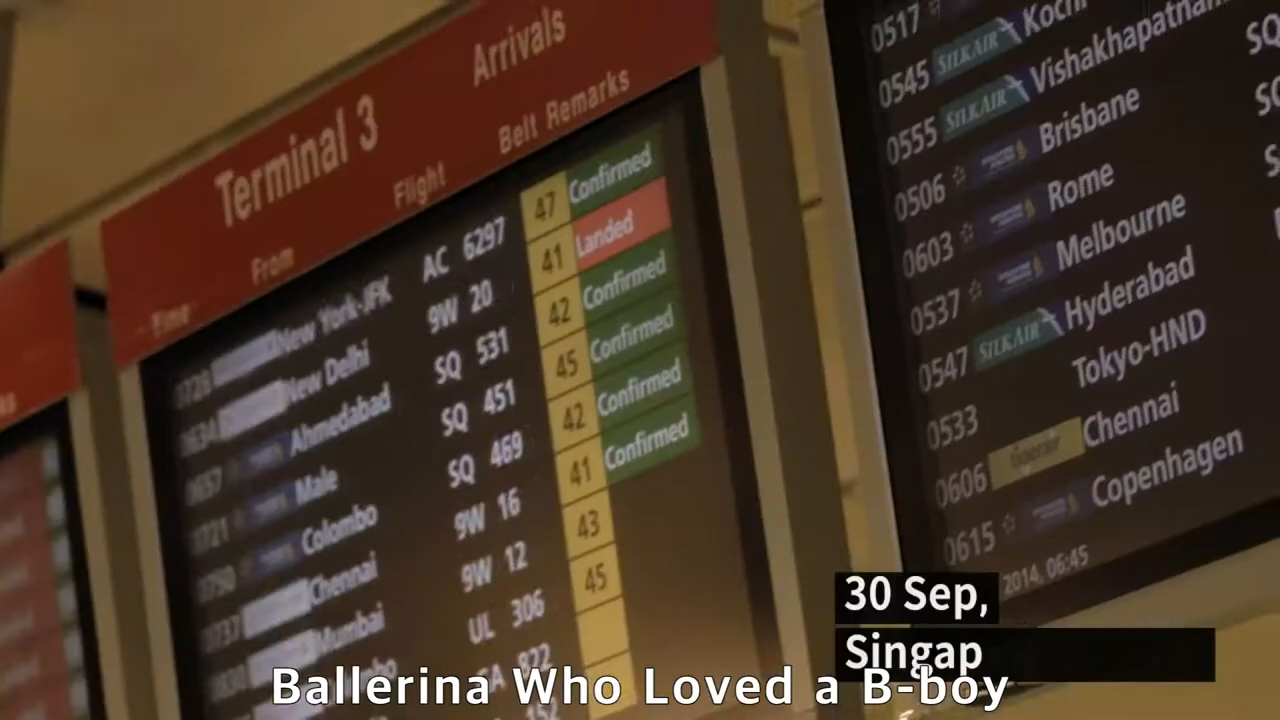 Terminal 3
Arrivals
Time
From
Flight
Belt Remarks
New York-JFK AC 6297 47 Confirmed
New Delhi 9W 20 41 Landed
Ahmedabad SQ 531 42 Confirmed
Male SQ 451 45 Confirmed
Colombo SQ 469 42 Confirmed
Chennai 9W 16 41 Confirmed
Mumbai 9W 12 43
UL 306 45
822
152
0517
0545 SILKAIR Kochi
0555 SILKAIR Vishakhapatnam
0506 Brisbane
0603 Rome
0537 Melbourne
0547 SILKAIR Hyderabad
0533 Tokyo-HND
0606 tigerair Chennai
0615 Copenhagen
2014, 06:45
30 Sep,
Singap
Ballerina Who Loved a B-boy